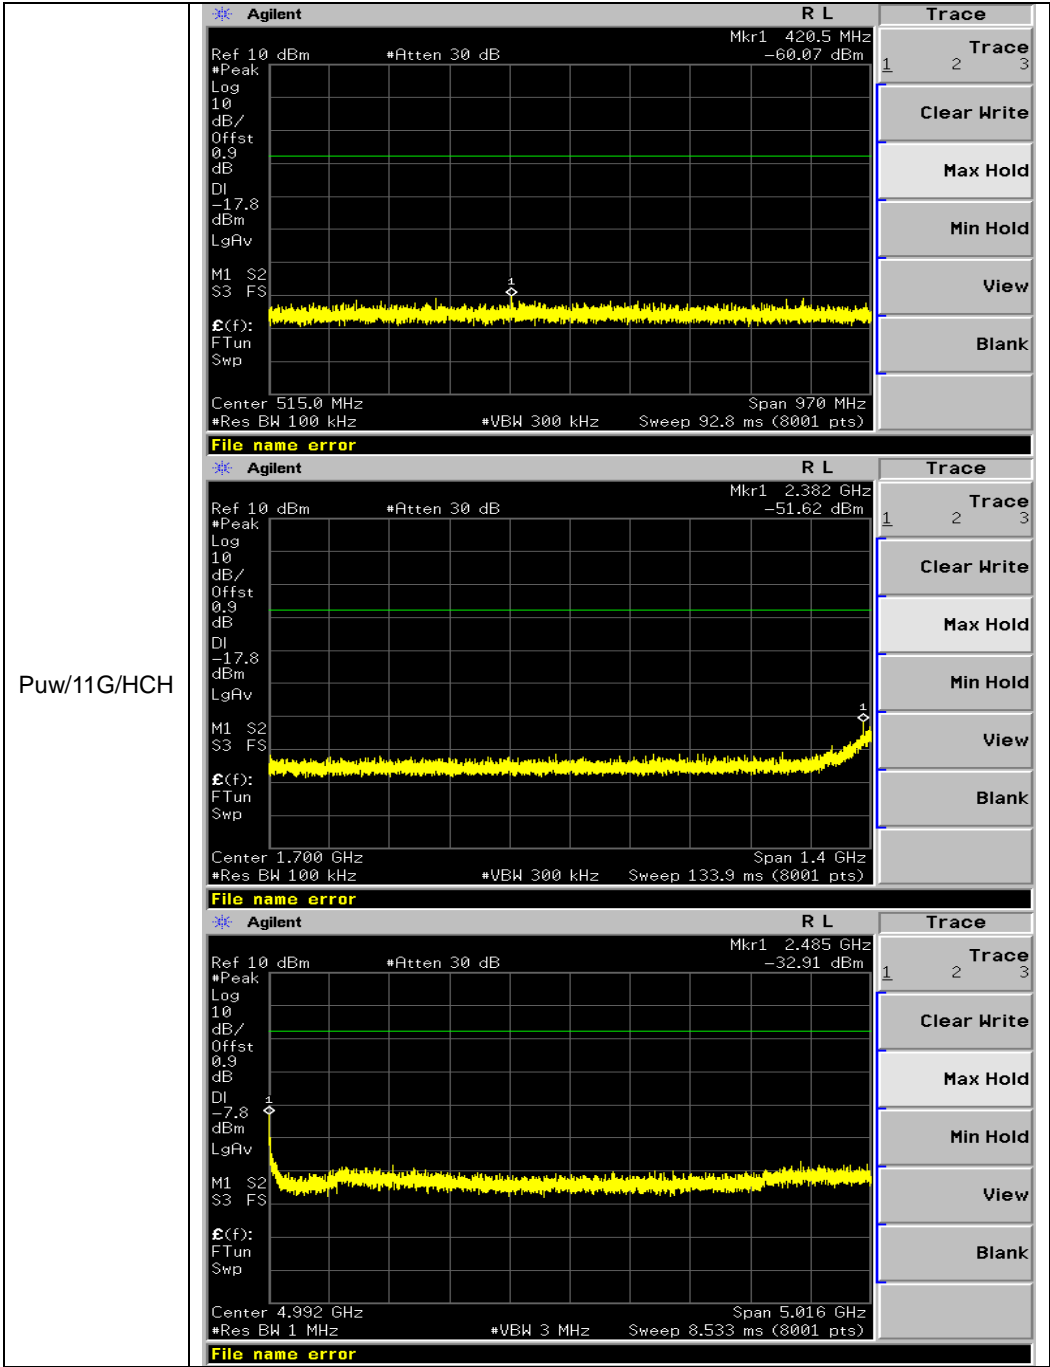 Puw/11G/HCH
Agilent R L Trace
Mkr1 420.5 MHz
Ref 10 dBm #Atten 30 dB -60.07 dBm
Trace
1 2 3
#Peak
Log
10
dB/
Offst
0.9
dB
DI
-17.8
dBm
LgAv
M1 S2
S3 FS
£(f):
FTun
Swp
1
Center 515.0 MHz Span 970 MHz
#Res BW 100 kHz #VBW 300 kHz Sweep 92.8 ms (8001 pts)
Clear Write
Max Hold
Min Hold
View
Blank
File name error
Agilent R L Trace
Mkr1 2.382 GHz
Ref 10 dBm #Atten 30 dB -51.62 dBm
Trace
1 2 3
#Peak
Log
10
dB/
Offst
0.9
dB
DI
-17.8
dBm
LgAv
M1 S2
S3 FS
£(f):
FTun
Swp
1
Center 1.700 GHz Span 1.4 GHz
#Res BW 100 kHz #VBW 300 kHz Sweep 133.9 ms (8001 pts)
Clear Write
Max Hold
Min Hold
View
Blank
File name error
Agilent R L Trace
Mkr1 2.485 GHz
Ref 10 dBm #Atten 30 dB -32.91 dBm
Trace
1 2 3
#Peak
Log
10
dB/
Offst
0.9
dB
DI
-7.8
dBm
LgAv
M1 S2
S3 FS
£(f):
FTun
Swp
1
Center 4.992 GHz Span 5.016 GHz
#Res BW 1 MHz #VBW 3 MHz Sweep 8.533 ms (8001 pts)
Clear Write
Max Hold
Min Hold
View
Blank
File name error